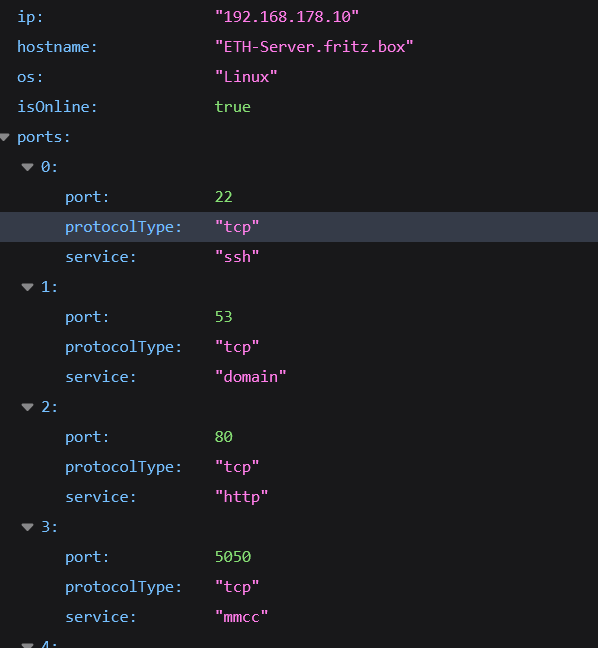 ip: "192.168.178.10"
hostname: "ETH-Server.fritz.box"
os: "Linux"
isOnline: true
ports:
0:
port: 22
protocolType: "tcp"
service: "ssh"
1:
port: 53
protocolType: "tcp"
service: "domain"
2:
port: 80
protocolType: "tcp"
service: "http"
3:
port: 5050
protocolType: "tcp"
service: "mmcc"
4: